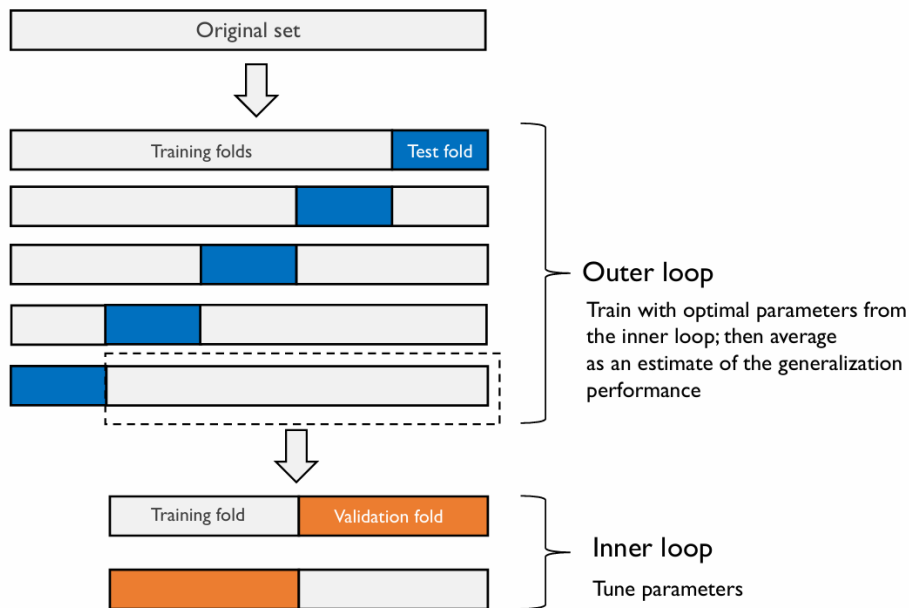 Original set
Training folds
Test fold
Outer loop
Train with optimal parameters from
the inner loop; then average
as an estimate of the generalization
performance
Training fold
Validation fold
Inner loop
Tune parameters